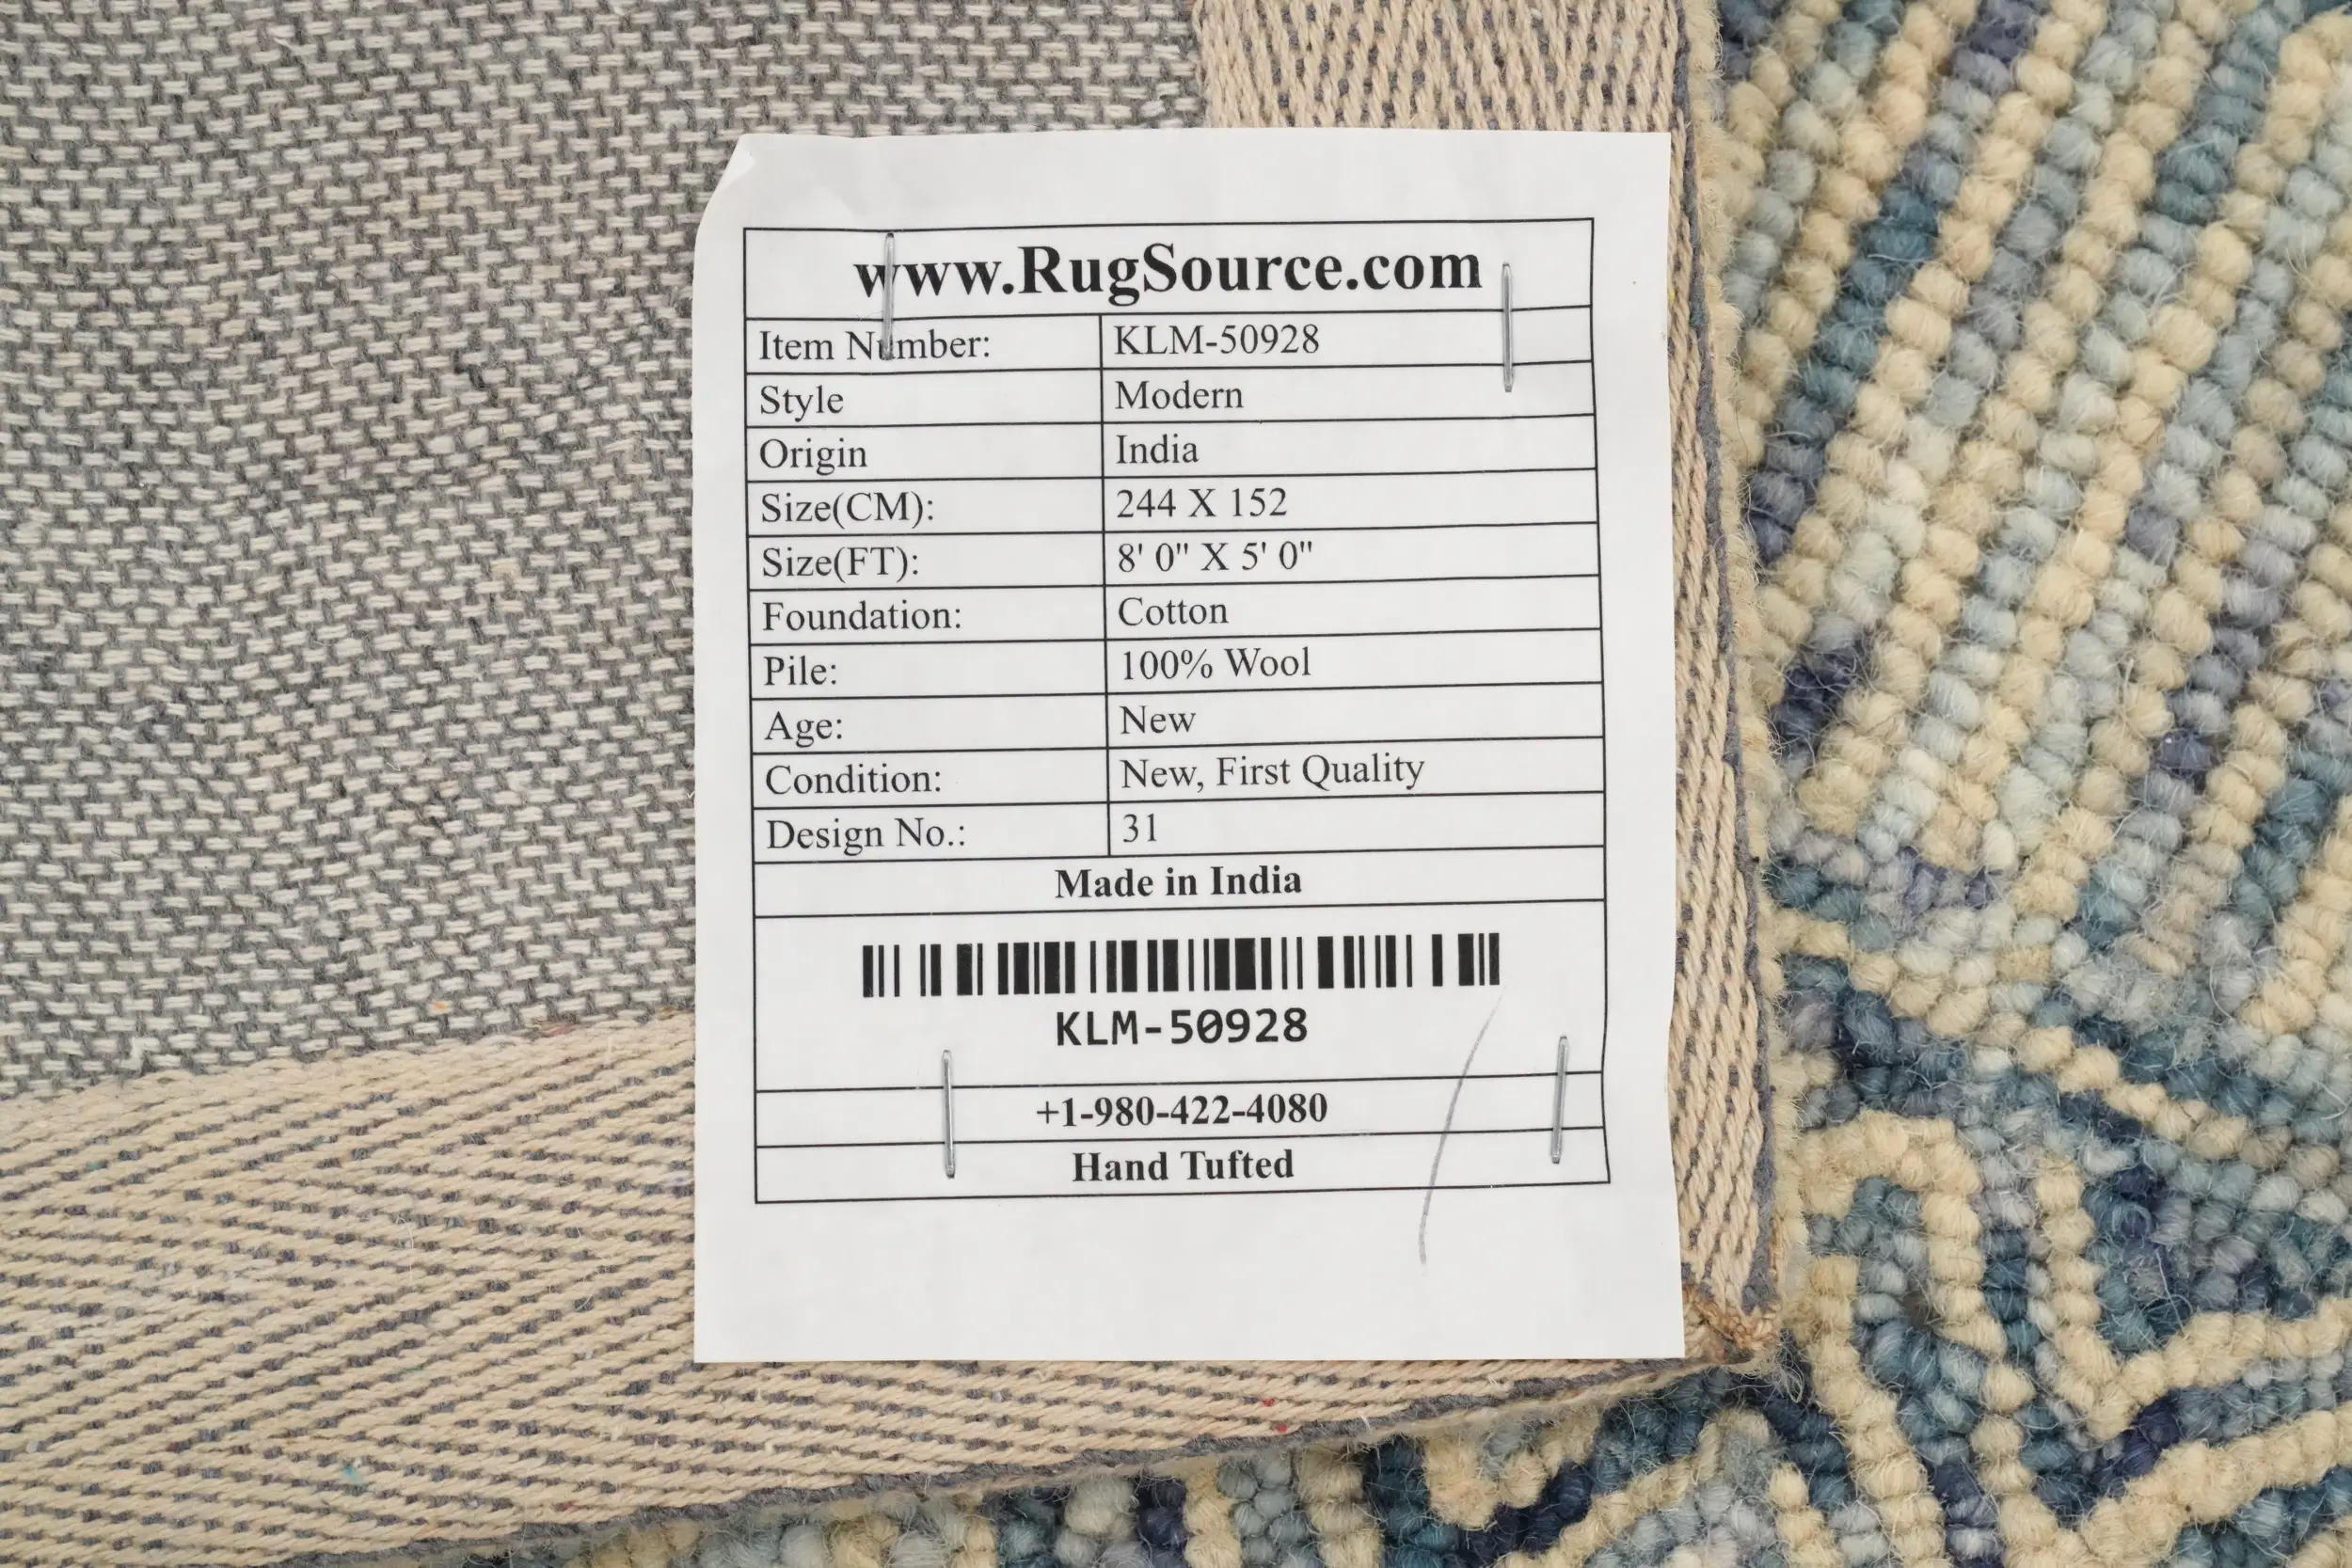 www.RugSource.com
Item Number: KLM-50928
Style Modern
Origin India
Size(CM): 244 X 152
Size(FT): 8' 0" X 5' 0"
Foundation: Cotton
Pile: 100% Wool
Age: New
Condition: New, First Quality
Design No.: 31
Made in India
KLM-50928
+1-980-422-4080
Hand Tufted